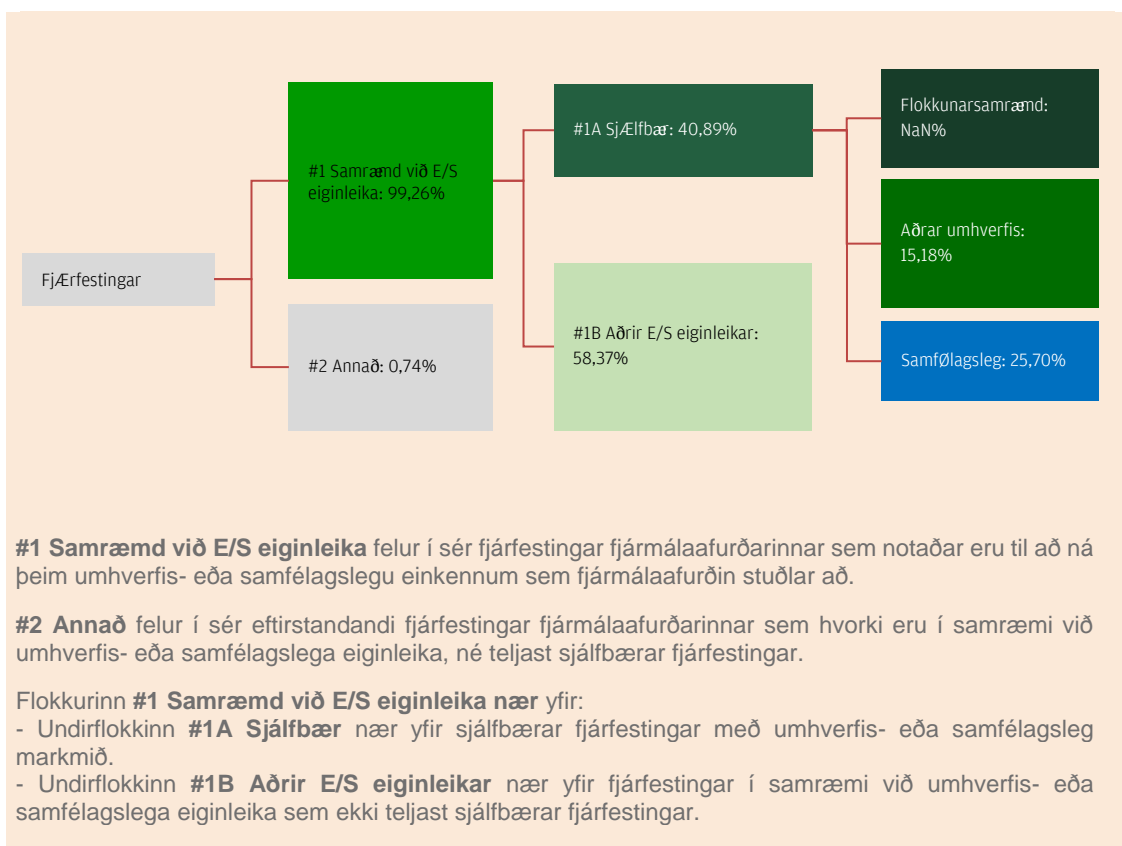 Fjærfestingar
#1 Samræmd við E/S
eiginleika: 99,26%
#2 Annað: 0,74%
#1A SjÆlfbær: 40,89%
#1B Aðrir E/S eiginleikar:
58,37%
Flokkunarsamræmd:
NaN%
Aðrar umhverfis:
15,18%
SamfØlagsleg: 25,70%
#1 Samræmd við E/S eiginleika felur í sér fjárfestingar fjármálaafurðarinnar sem notaðar eru til að ná
þeim umhverfis- eða samfélagslegu einkennum sem fjármálaafurðin stuðlar að.
#2 Annað felur í sér eftirstandandi fjárfestingar fjármálaafurðarinnar sem hvorki eru í samræmi við
umhverfis- eða samfélagslega eiginleika, né teljast sjálfbærar fjárfestingar.
Flokkurinn #1 Samræmd við E/S eiginleika nær yfir:
- Undirflokkinn #1A Sjálfbær nær yfir sjálfbærar fjárfestingar með umhverfis- eða samfélagsleg
markmið.
- Undirflokkinn #1B Aðrir E/S eiginleikar nær yfir fjárfestingar í samræmi við umhverfis- eða
samfélagslega eiginleika sem ekki teljast sjálfbærar fjárfestingar.